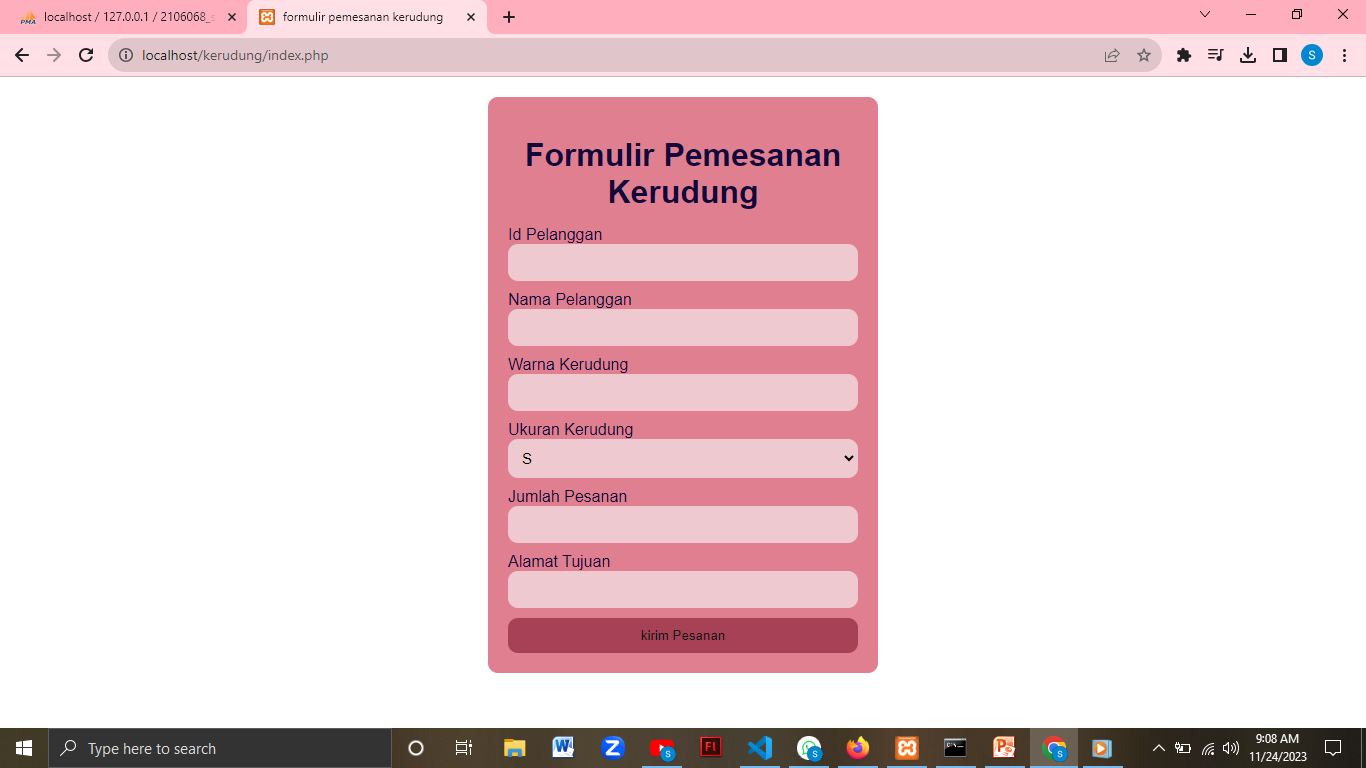 localhost / 127.0.0.1 / 2106068_s
formulir pemesanan kerudung
localhost/kerudung/index.php
S
Formulir Pemesanan
Kerudung
Id Pelanggan
Nama Pelanggan
Warna Kerudung
Ukuran Kerudung
S
Jumlah Pesanan
Alamat Tujuan
kirim Pesanan
Type here to search
9:08 AM
11/24/2023